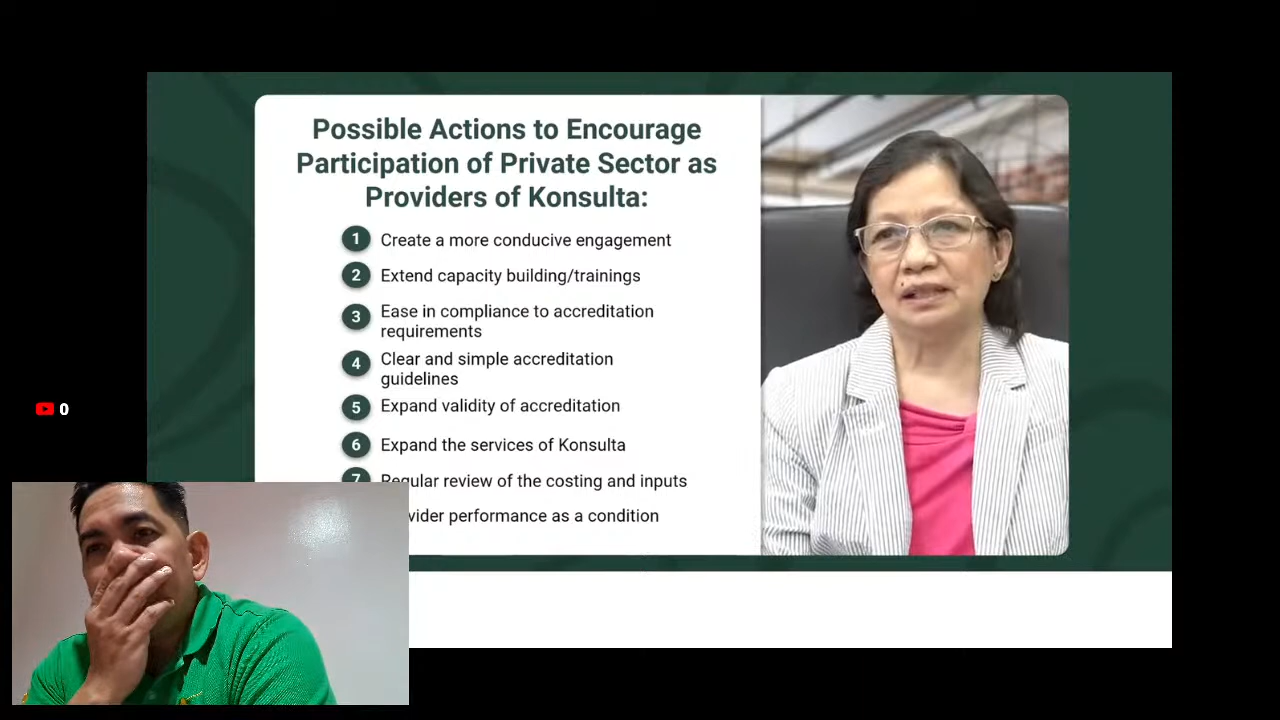 Possible Actions to Encourage
Participation of Private Sector as
Providers of Konsulta:
1 Create a more conducive engagement
2 Extend capacity building/trainings
3 Ease in compliance to accreditation
requirements
4 Clear and simple accreditation
guidelines
5 Expand validity of accreditation
6 Expand the services of Konsulta
7 Regular review of the costing and inputs
performance as a condition
0